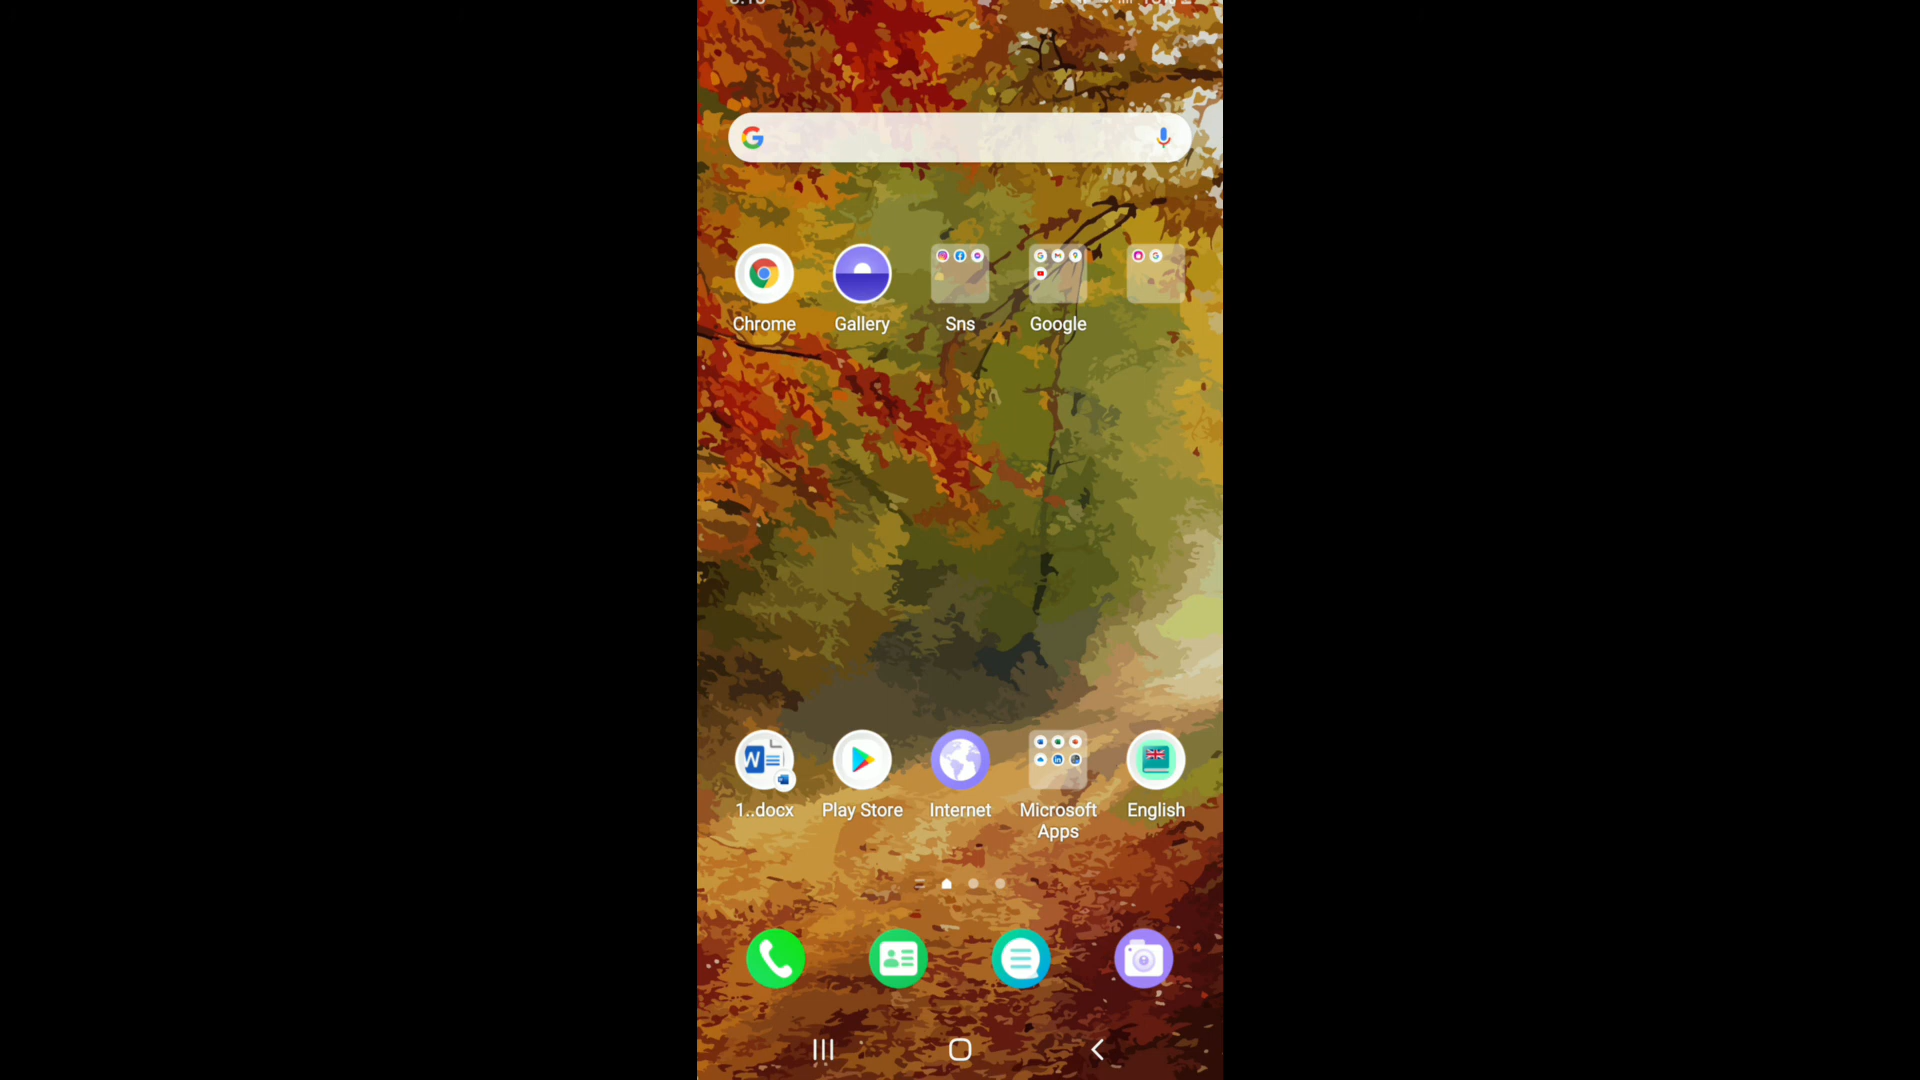 Chrome
Gallery
Sns
Google
1..docx
Play Store
Internet
Microsoft
Apps
English